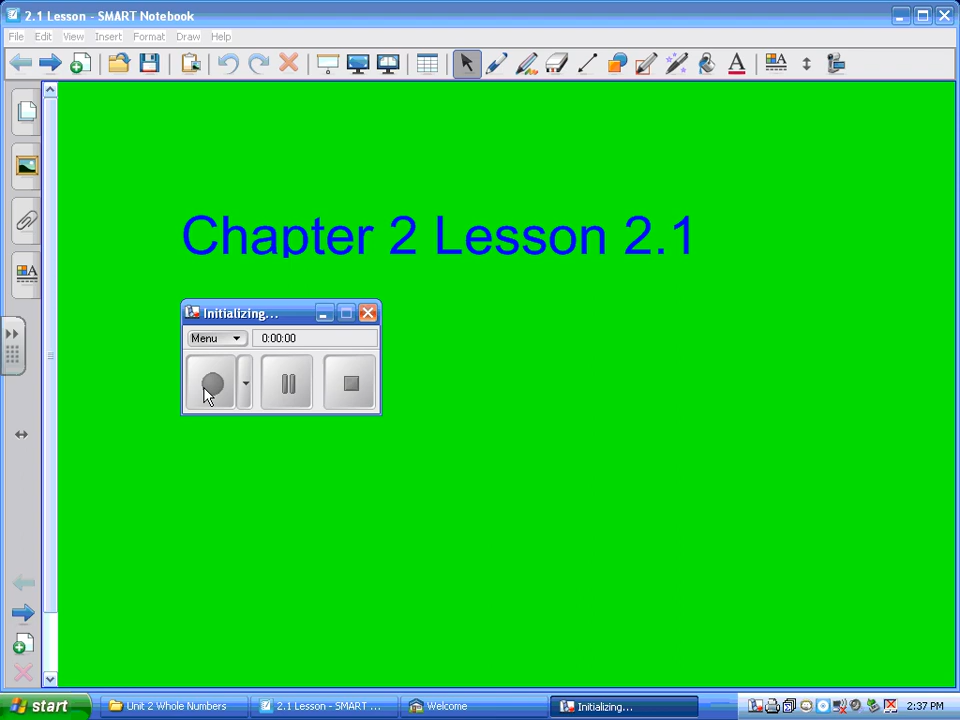 2.1 Lesson - SMART Notebook
File Edit View Insert Format Draw Help
Chapter 2 Lesson 2.1
Initializing...
Menu 0:00:00
start Unit 2 Whole Numbers 2.1 Lesson - SMART ... Welcome Initializing... 2:37 PM